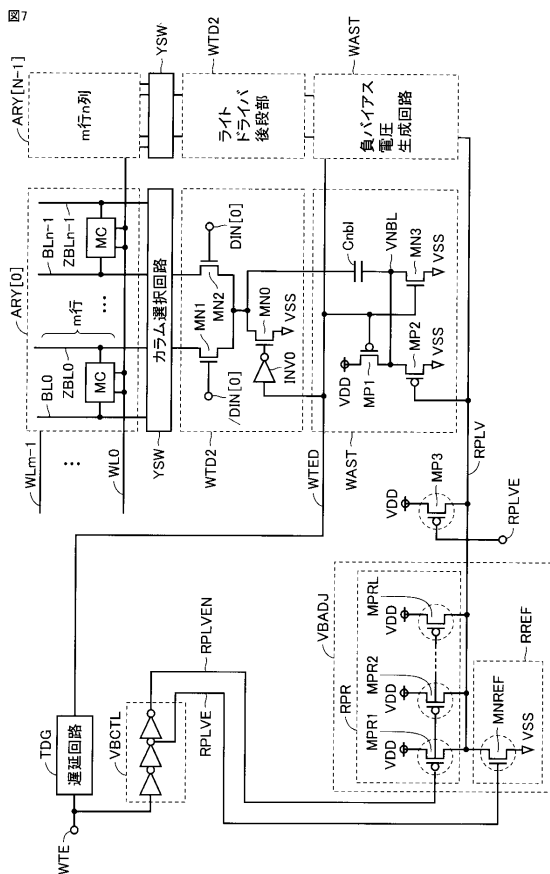 図7
ARY[N-1]
m行n列
YSW
WTD2
ライト
ドライバ
後段部
WAST
負バイアス
電圧
生成回路
ARY[0]
WLm-1
WL0
BL0
ZBL0
MC
m行
BLn-1
ZBLn-1
MC
カラム選択回路
YSW
WTD2
/DIN[0]
MN1
MN2
DIN[0]
MN0
VSS
INV0
WTED
WAST
Cnbl
VNBL
VDD
MP1
MP2
VSS
MN3
VSS
RPLV
VDD
MP3
RPLVE
VBADJ
RPR
VDD
MPR1
VDD
MPR2
VDD
MPRL
RREF
MNREF
VSS
WTE
TDG
遅延回路
VBCTL
RPLVEN
RPLVE